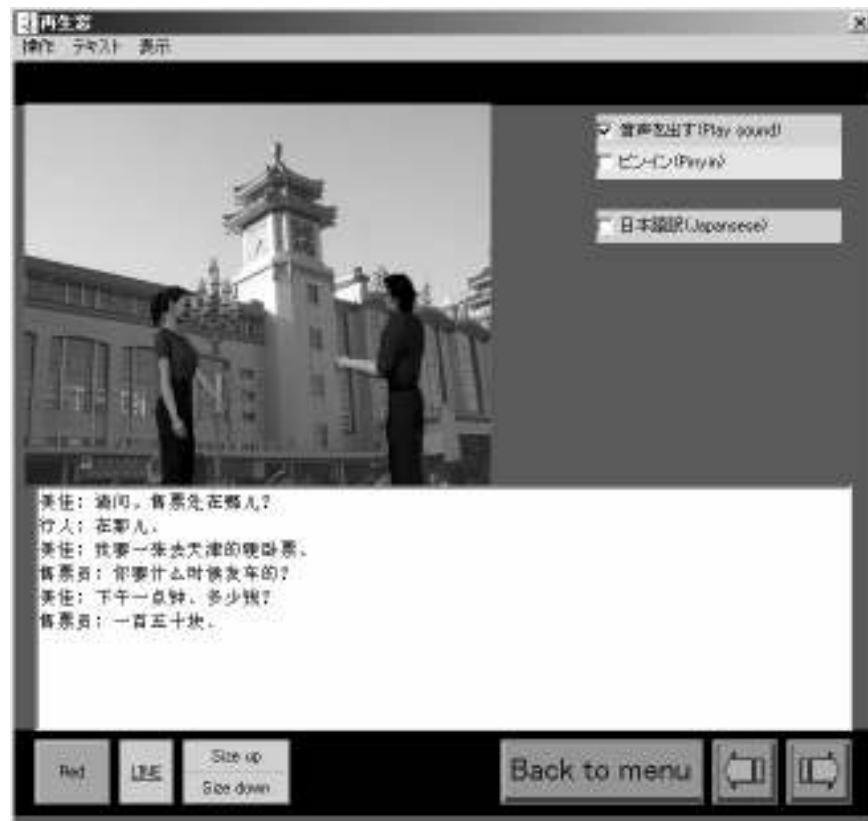 再生窓
操作 テキスト 表示
音声を出す(Play sound)
ピンイン(Pinyin)
日本語訳(Japansese)
美佳: 请问，售票处在哪儿?
行人: 在那儿。
美佳: 我要一张去天津的硬卧票。
售票员: 你要什么时候发车的?
美佳: 下午一点钟。多少钱?
售票员: 一百五十块。
Red
LINE
Size up
Size down
Back to menu